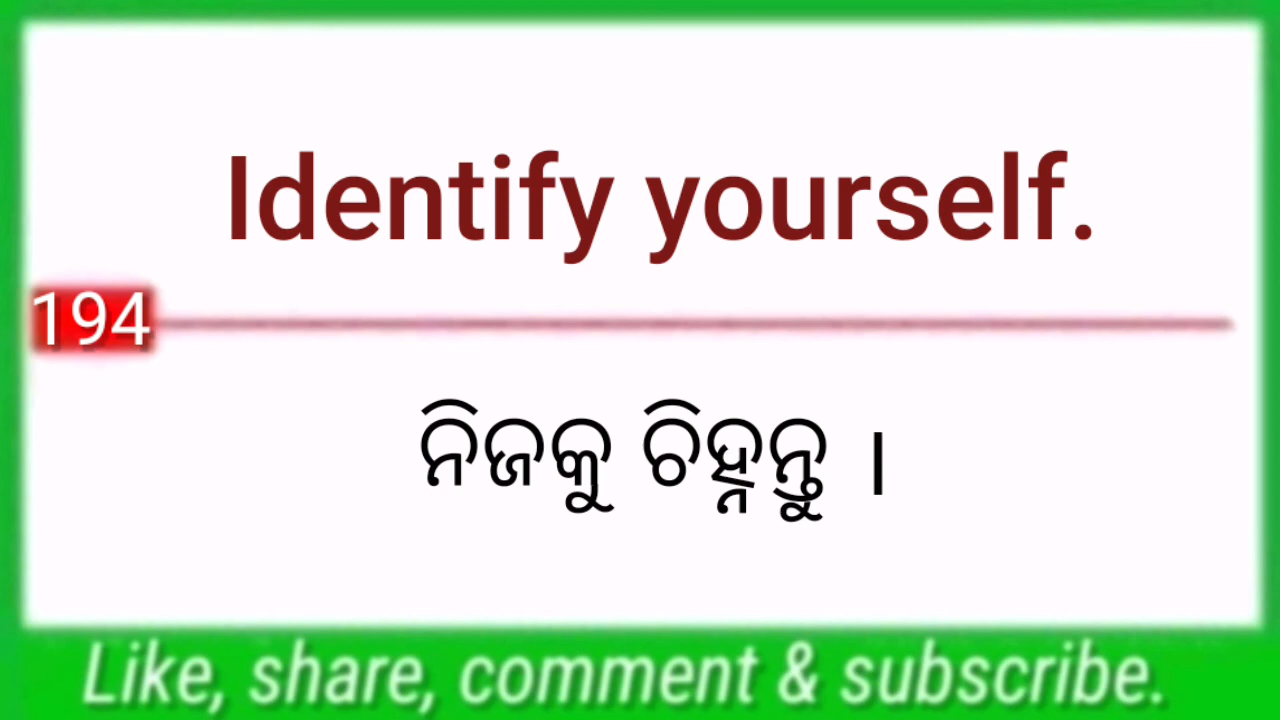 Identify yourself.
194
ନିଜକୁ ଚିହ୍ନନ୍ତୁ ।
Like, share, comment & subscribe.